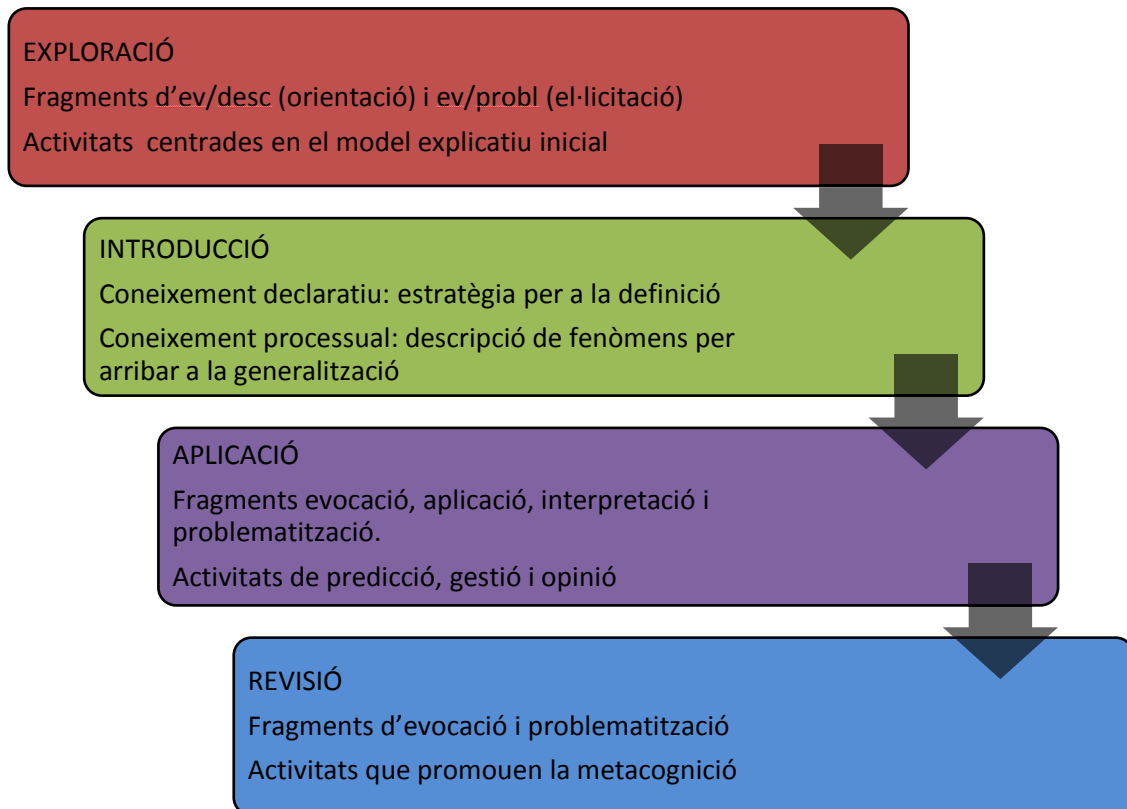 EXPLORACIÓ
Fragments d’ev/desc (orientació) i ev/probl (el·licitació)
Activitats  centrades en el model explicatiu inicial
INTRODUCCIÓ
Coneixement declaratiu: estratègia per a la definició
Coneixement processual: descripció de fenòmens per
arribar a la generalització
APLICACIÓ
Fragments evocació, aplicació, interpretació i
problematització.
Activitats de predicció, gestió i opinió
REVISIÓ
Fragments d’evocació i problematització
Activitats que promouen la metacognició